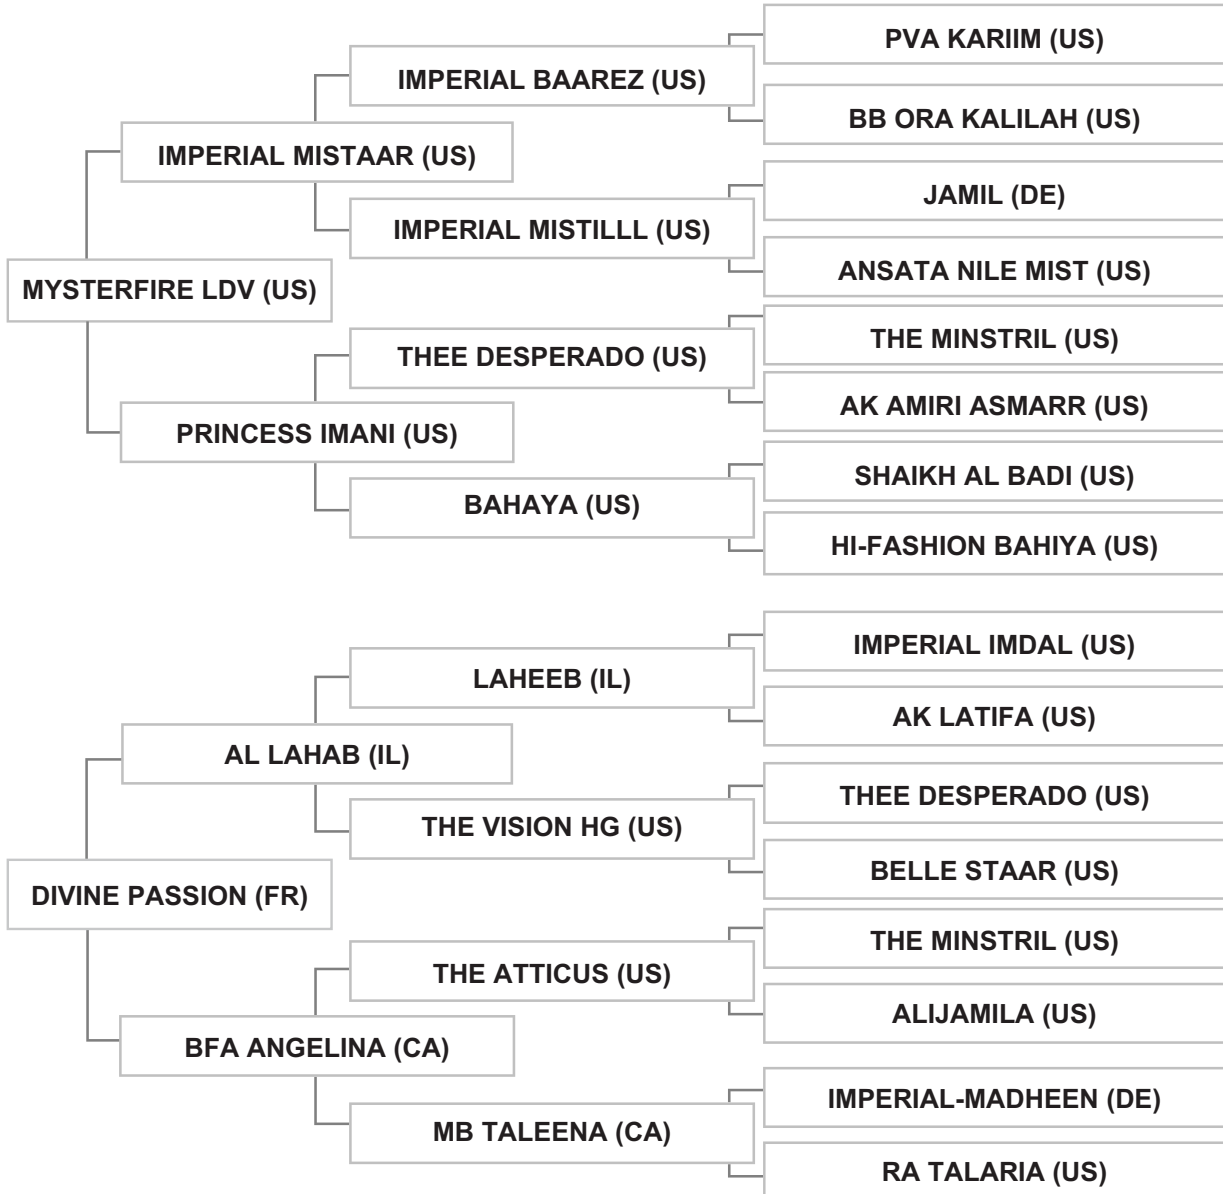 PVA KARIIM (US)
IMPERIAL BAAREZ (US)
BB ORA KALILAH (US)
IMPERIAL MISTAAR (US)
JAMIL (DE)
IMPERIAL MISTILLL (US)
ANSATA NILE MIST (US)
MYSTERFIRE LDV (US)
THE MINSTRIL (US)
THEE DESPERADO (US)
AK AMIRI ASMARR (US)
PRINCESS IMANI (US)
SHAIKH AL BADI (US)
BAHAYA (US)
HI-FASHION BAHIYA (US)
IMPERIAL IMDAL (US)
LAHEEB (IL)
AK LATIFA (US)
AL LAHAB (IL)
THEE DESPERADO (US)
THE VISION HG (US)
BELLE STAAR (US)
DIVINE PASSION (FR)
THE MINSTRIL (US)
THE ATTICUS (US)
ALIJAMILA (US)
BFA ANGELINA (CA)
IMPERIAL-MADHEEN (DE)
MB TALEENA (CA)
RA TALARIA (US)